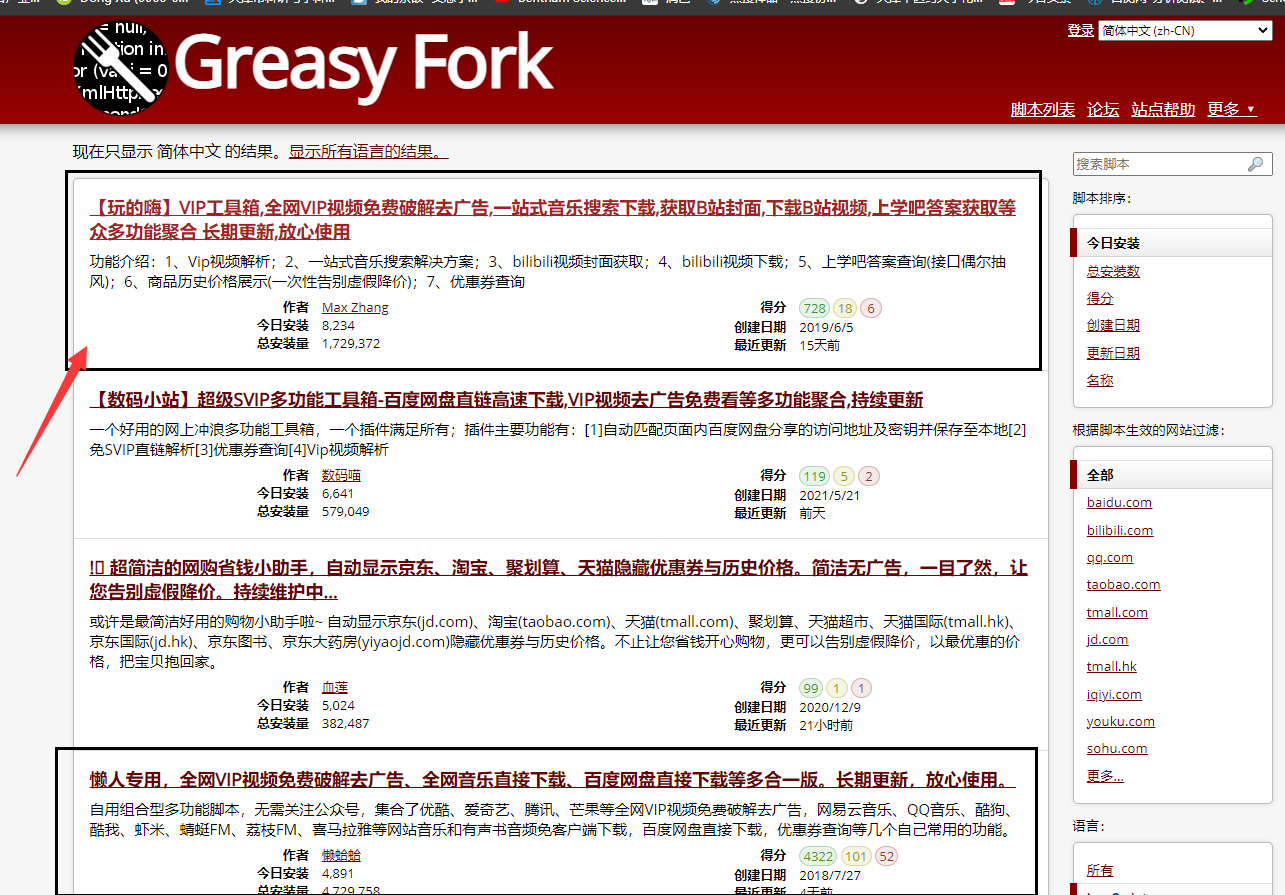 = null,
tion in
or (va i = 0
mlHttp
Greasy Fork
登录 简体中文 (zh-CN)
脚本列表 论坛 站点帮助 更多 ▼
现在只显示 简体中文 的结果。显示所有语言的结果。
【玩的嗨】VIP工具箱,全网VIP视频免费破解去广告,一站式音乐搜索下载,获取B站封面,下载B站视频,上学吧答案获取等
众多功能聚合 长期更新,放心使用
功能介绍：1、Vip视频解析；2、一站式音乐搜索解决方案；3、bilibili视频封面获取；4、bilibili视频下载；5、上学吧答案查询(接口偶尔抽
风)；6、商品历史价格展示(一次性告别虚假降价)；7、优惠券查询
作者 Max Zhang
今日安装 8,234
总安装量 1,729,372
得分 728 18 6
创建日期 2019/6/5
最近更新 15天前
【数码小站】超级SVIP多功能工具箱-百度网盘直链高速下载,VIP视频去广告免费看等多功能聚合,持续更新
一个好用的网上冲浪多功能工具箱，一个插件满足所有；插件主要功能有：[1]自动匹配页面内百度网盘分享的访问地址及密钥并保存至本地[2]
免SVIP直链解析[3]优惠券查询[4]Vip视频解析
作者 数码喵
今日安装 6,641
总安装量 579,049
得分 119 5 2
创建日期 2021/5/21
最近更新 前天
! 超简洁的网购省钱小助手，自动显示京东、淘宝、聚划算、天猫隐藏优惠券与历史价格。简洁无广告，一目了然，让
您告别虚假降价。持续维护中...
或许是最简洁好用的购物小助手啦~ 自动显示京东(jd.com)、淘宝(taobao.com)、天猫(tmall.com)、聚划算、天猫超市、天猫国际(tmall.hk)、
京东国际(jd.hk)、京东图书、京东大药房(yiyaojd.com)隐藏优惠券与历史价格。不止让您省钱开心购物，更可以告别虚假降价，以最优惠的价
格，把宝贝抱回家。
作者 血莲
今日安装 5,024
总安装量 382,487
得分 99 1 1
创建日期 2020/12/9
最近更新 21小时前
懒人专用，全网VIP视频免费破解去广告、全网音乐直接下载、百度网盘直接下载等多合一版。长期更新，放心使用。
自用组合型多功能脚本，无需关注公众号，集合了优酷、爱奇艺、腾讯、芒果等全网VIP视频免费破解去广告，网易云音乐、QQ音乐、酷狗、
酷我、虾米、蜻蜓FM、荔枝FM、喜马拉雅等网站音乐和有声书音频免客户端下载，百度网盘直接下载，优惠券查询等几个自己常用的功能。
作者 懒蛤蛤
今日安装 4,891
总安装量 4,729,758
得分 4322 101 52
创建日期 2018/7/27
最近更新 4天前
搜索脚本
脚本排序：
今日安装
总安装数
得分
创建日期
更新日期
名称
根据脚本生效的网站过滤：
全部
baidu.com
bilibili.com
qq.com
taobao.com
tmall.com
jd.com
tmall.hk
iqiyi.com
youku.com
sohu.com
更多...
语言：
所有